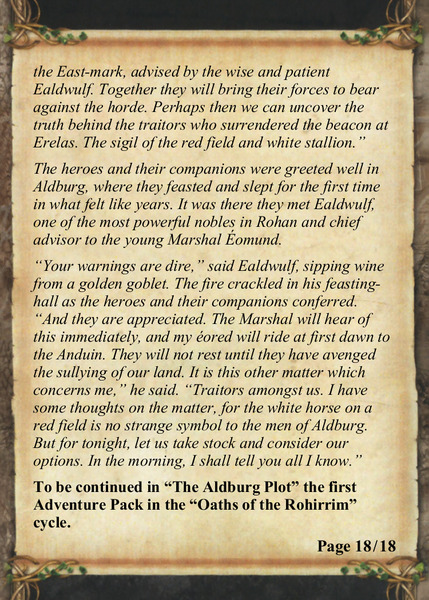 the East-mark, advised by the wise and patient
Ealdwulf. Together they will bring their forces to bear
against the horde. Perhaps then we can uncover the
truth behind the traitors who surrendered the beacon at
Erelas. The sigil of the red field and white stallion.”
The heroes and their companions were greeted well in
Aldburg, where they feasted and slept for the first time
in what felt like years. It was there they met Ealdwulf,
one of the most powerful nobles in Rohan and chief
advisor to the young Marshal Éomund.
“Your warnings are dire,” said Ealdwulf, sipping wine
from a golden goblet. The fire crackled in his feasting-
hall as the heroes and their companions conferred.
“And they are appreciated. The Marshal will hear of
this immediately, and my éored will ride at first dawn to
the Anduin. They will not rest until they have avenged
the sullying of our land. It is this other matter which
concerns me,” he said. “Traitors amongst us. I have
some thoughts on the matter, for the white horse on a
red field is no strange symbol to the men of Aldburg.
But for tonight, let us take stock and consider our
options. In the morning, I shall tell you all I know.”
To be continued in “The Aldburg Plot” the first
Adventure Pack in the “Oaths of the Rohirrim”
cycle.
Page 18/18